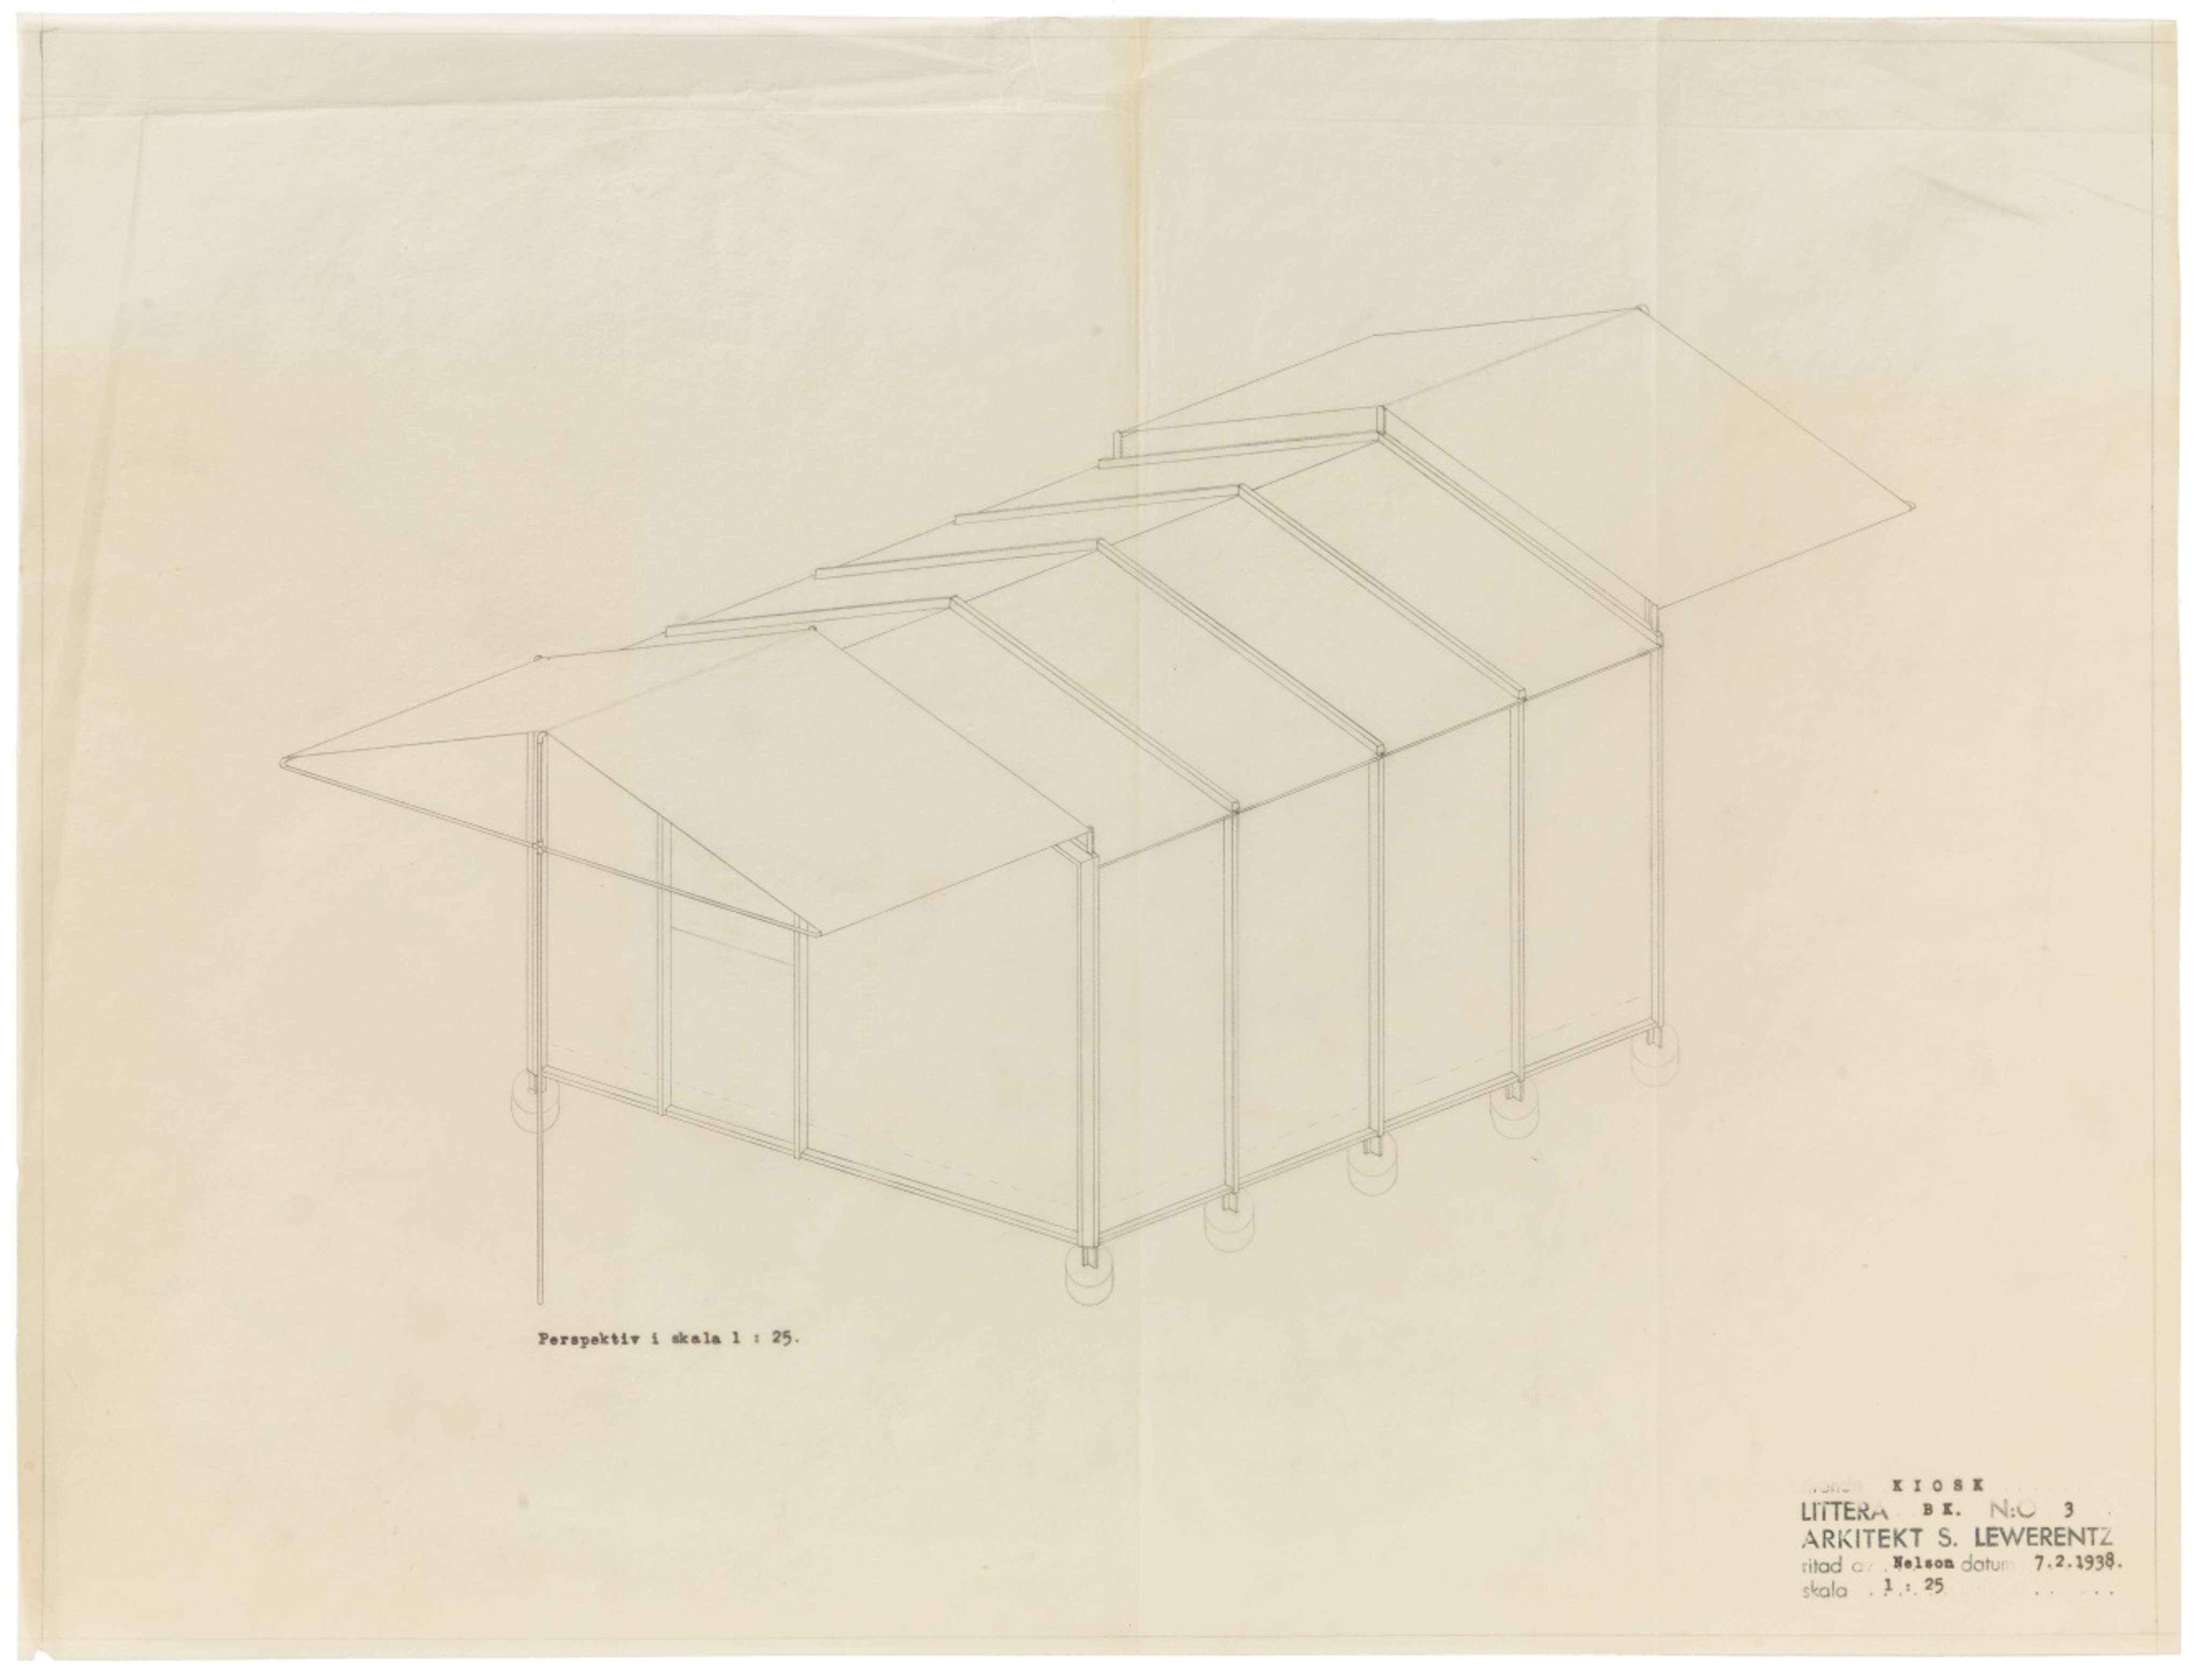 Perspektiv i skala 1 : 25.
KIOSK
LITTERA BK. N:O 3
ARKITEKT S. LEWERENTZ
ritad av Nelson datum 7.2.1938.
skala 1 : 25